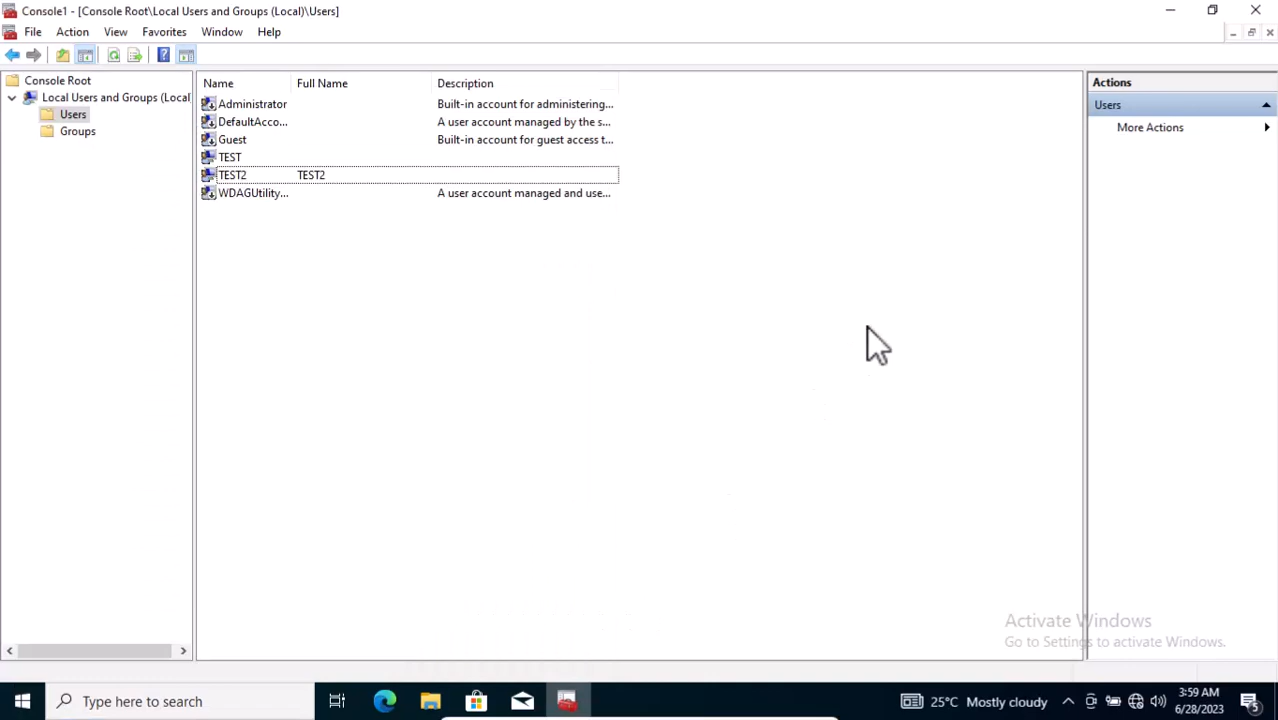 Console1 - [Console Root\Local Users and Groups (Local)\Users]
File Action View Favorites Window Help
Console Root
Local Users and Groups (Local
Users
Groups
Name Full Name Description
Administrator Built-in account for administering...
DefaultAcco... A user account managed by the s...
Guest Built-in account for guest access t...
TEST
TEST2 TEST2
WDAGUtility... A user account managed and use...
Actions
Users
More Actions
Activate Windows
Go to Settings to activate Windows.
Type here to search
25°C Mostly cloudy
3:59 AM
6/28/2023
5